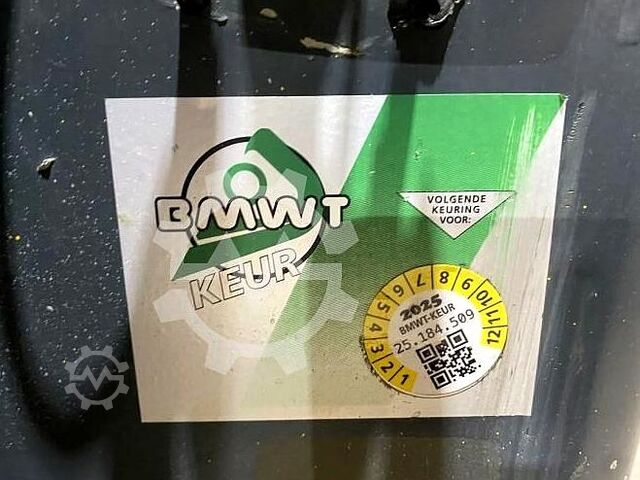 BMWT
KEUR
VOLGENDE
KEURING
VOOR:
1 2 3 4 5 6 7 8 9 10 11 12
2025
BMWT-KEUR
25.184.509